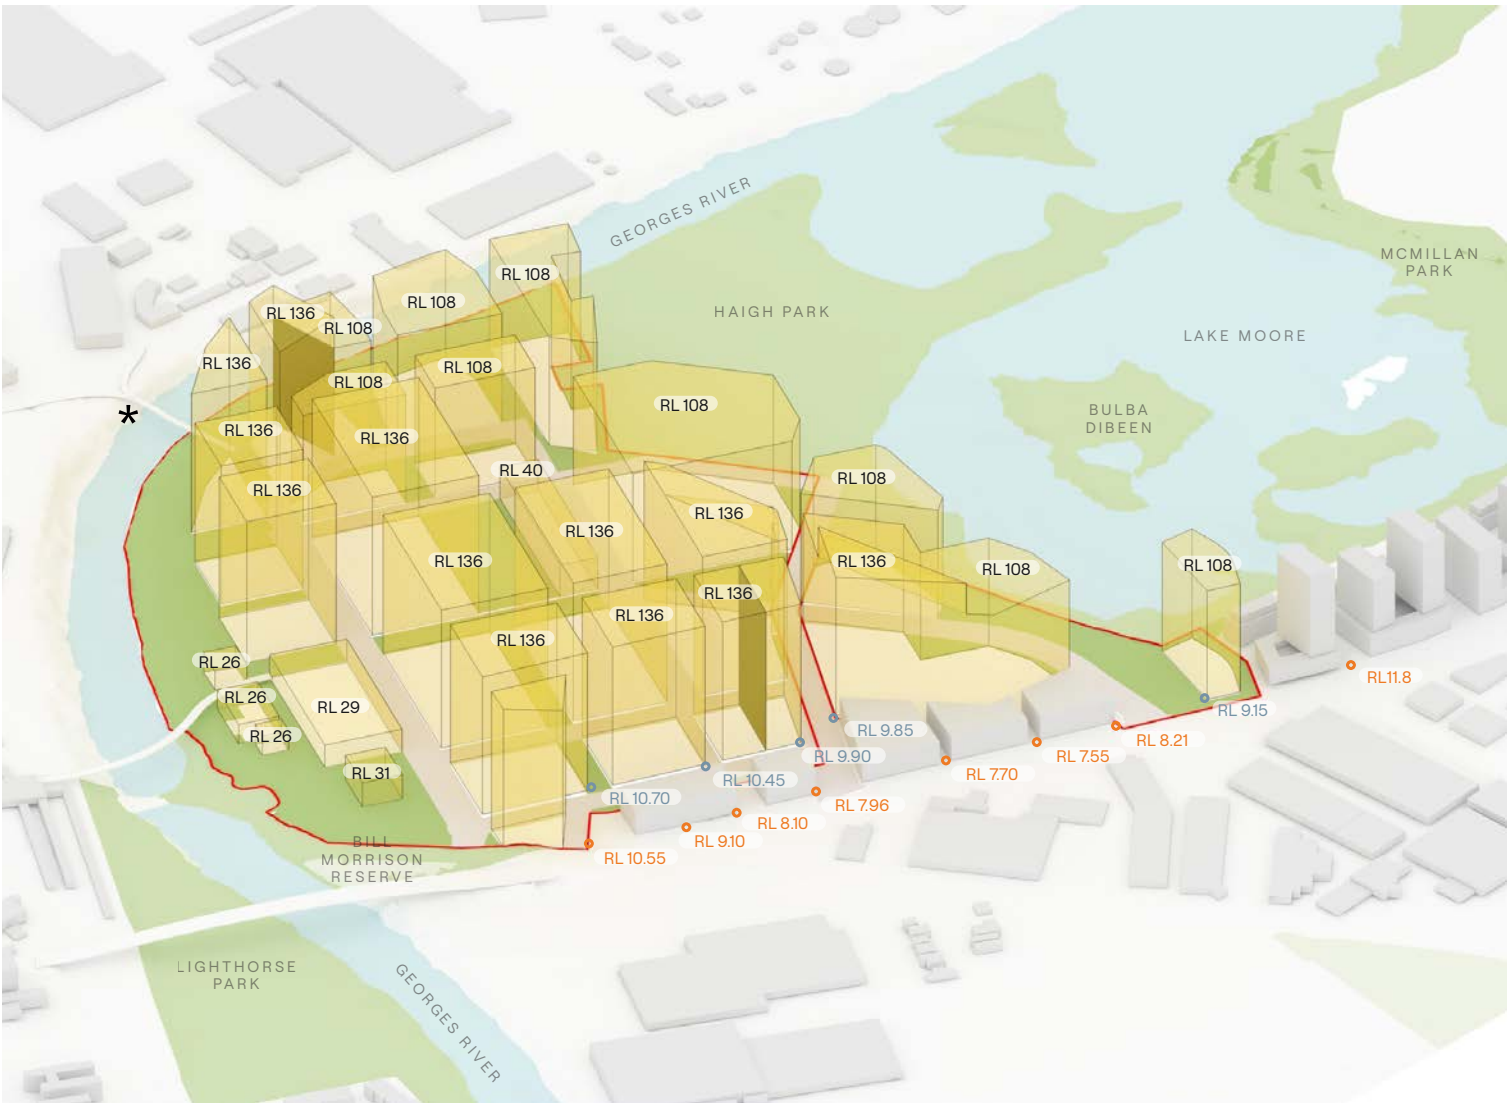 GEORGES RIVER
MCMILLAN
PARK
RL 108
RL 108
HAIGH PARK
RL 136
RL 108
LAKE MOORE
RL 136
RL 108
RL 108
RL 108
BULBA
DIBEEN
*
RL 136
RL 136
RL 40
RL 108
RL 136
RL 136
RL 136
RL 136
RL 136
RL 108
RL 108
RL 136
RL 136
RL 136
RL 26
RL 26
RL 29
RL 26
RL 31
RL11.8
RL 9.15
RL 9.85
RL 8.21
RL 9.90
RL 7.55
RL 10.45
RL 7.70
RL 10.70
RL 7.96
RL 8.10
RL 9.10
RL 10.55
BILL
MORRISON
RESERVE
LIGHTHORSE
PARK
GEORGES RIVER